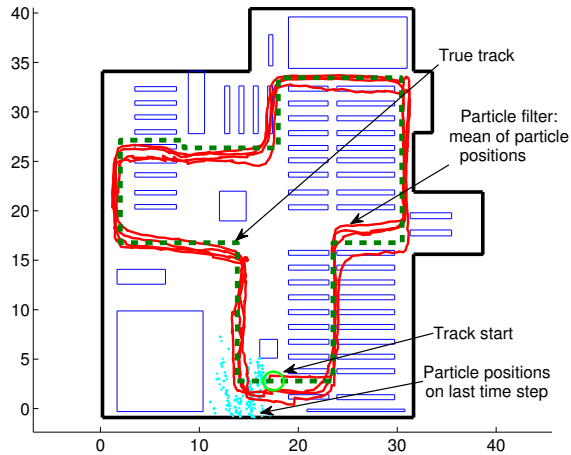 40
35
30
25
20
15
10
5
0
True track
Particle filter:
mean of particle
positions
Track start
Particle positions
on last time step
0
10
20
30
40